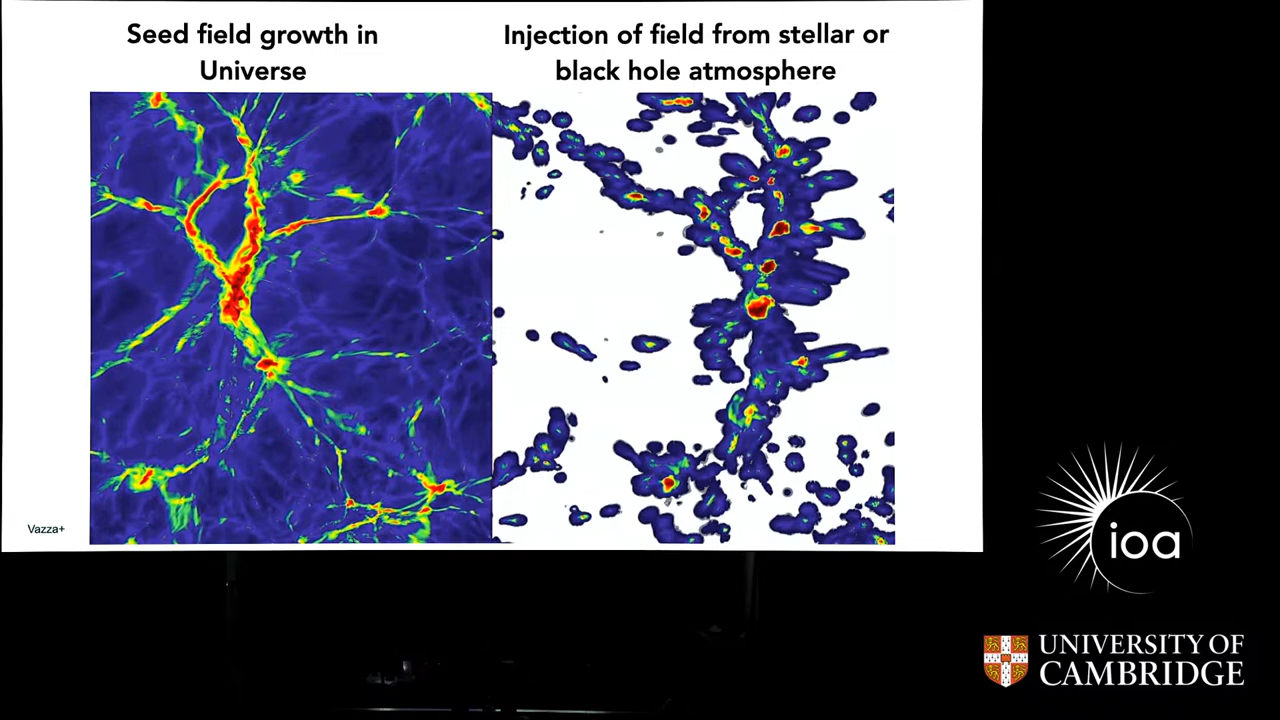 Seed field growth in
Universe
Injection of field from stellar or
black hole atmosphere
Vazza+
ioa
UNIVERSITY OF
CAMBRIDGE